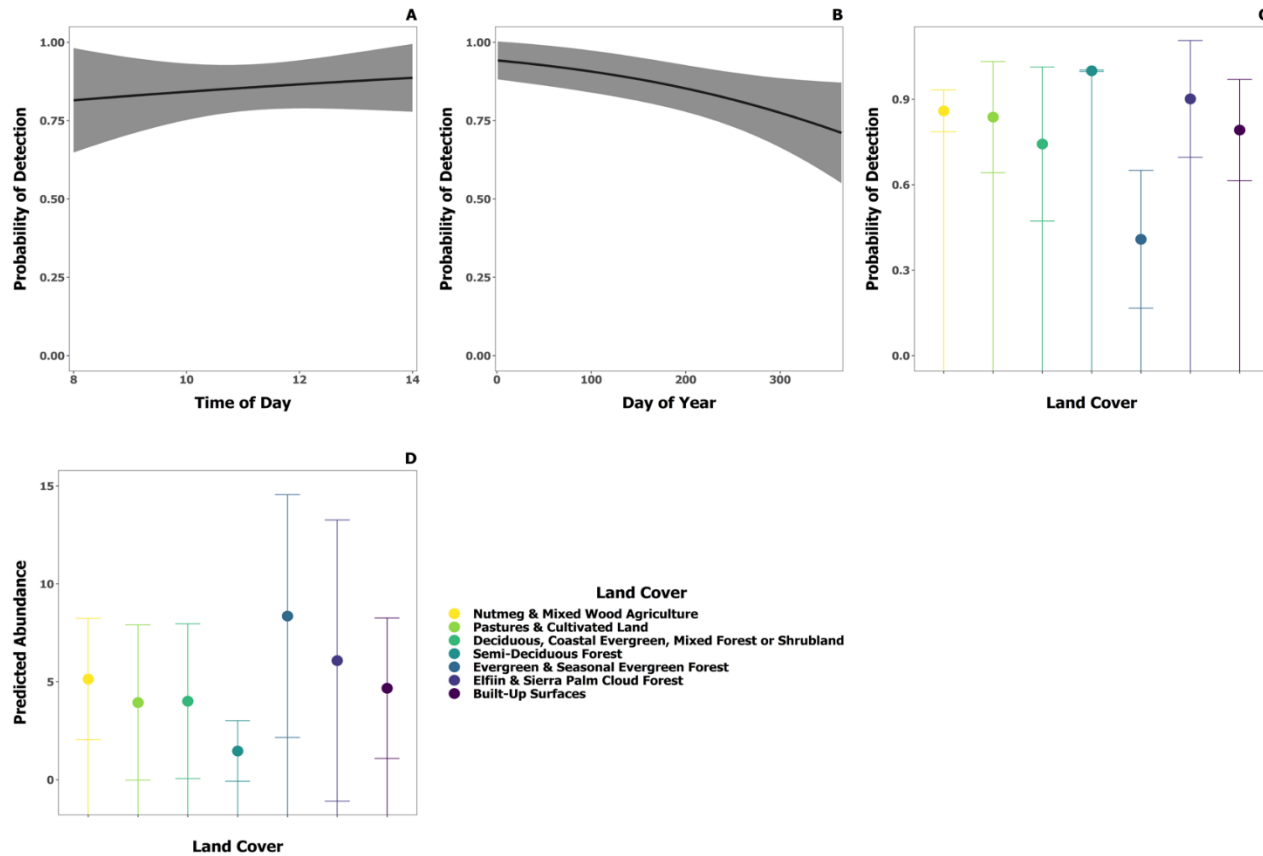 A
1.00
0.75
0.50
0.25
0.00
Probability of Detection
8
10
12
14
Time of Day
B
1.00
0.75
0.50
0.25
0.00
Probability of Detection
0
100
200
300
Day of Year
0.9
0.6
0.3
0.0
Probability of Detection
Land Cover
D
15
10
5
0
Predicted Abundance
Land Cover
Land Cover
Nutmeg & Mixed Wood Agriculture
Pastures & Cultivated Land
Deciduous, Coastal Evergreen, Mixed Forest or Shrubland
Semi-Deciduous Forest
Evergreen & Seasonal Evergreen Forest
Elfiin & Sierra Palm Cloud Forest
Built-Up Surfaces